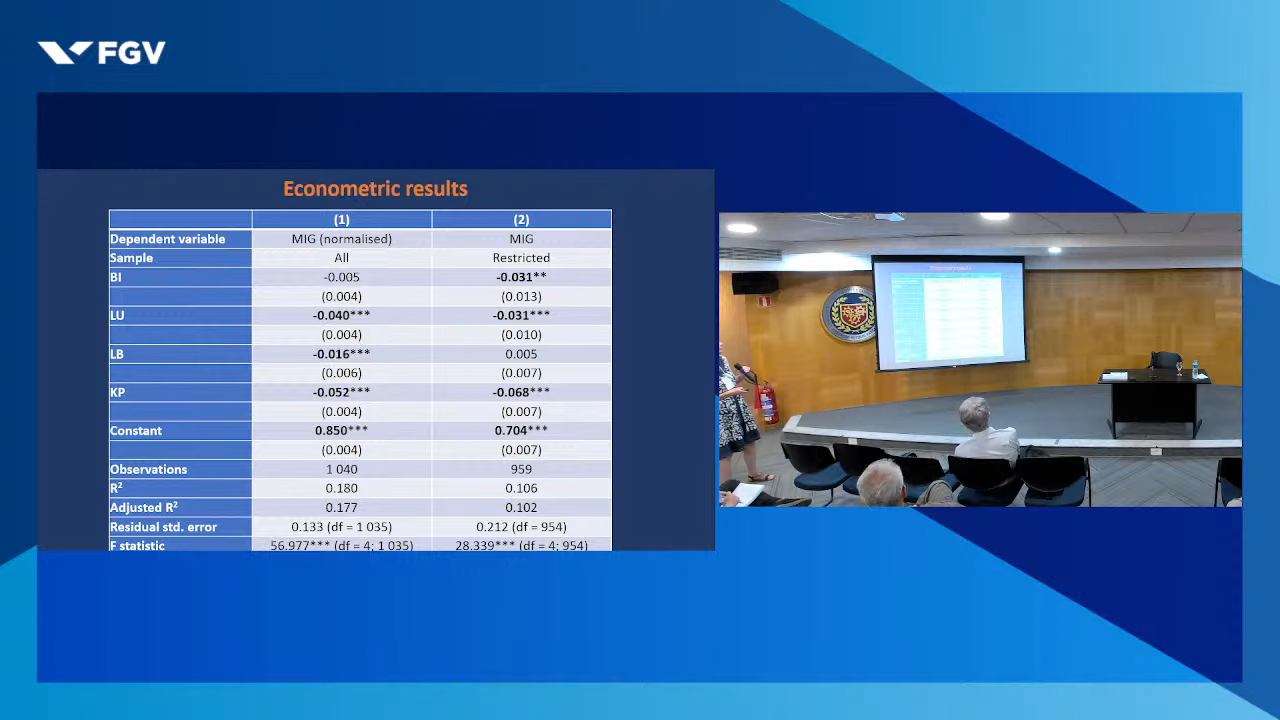 FGV
Econometric results
(1) (2)
Dependent variable MIG (normalised) MIG
Sample All Restricted
BI -0.005 -0.031**
(0.004) (0.013)
LU -0.040*** -0.031***
(0.004) (0.010)
LB -0.016*** 0.005
(0.006) (0.007)
KP -0.052*** -0.068***
(0.004) (0.007)
Constant 0.850*** 0.704***
(0.004) (0.007)
Observations 1 040 959
R² 0.180 0.106
Adjusted R² 0.177 0.102
Residual std. error 0.133 (df = 1 035) 0.212 (df = 954)
F statistic 56.977*** (df = 4; 1 035) 28.339*** (df = 4; 954)